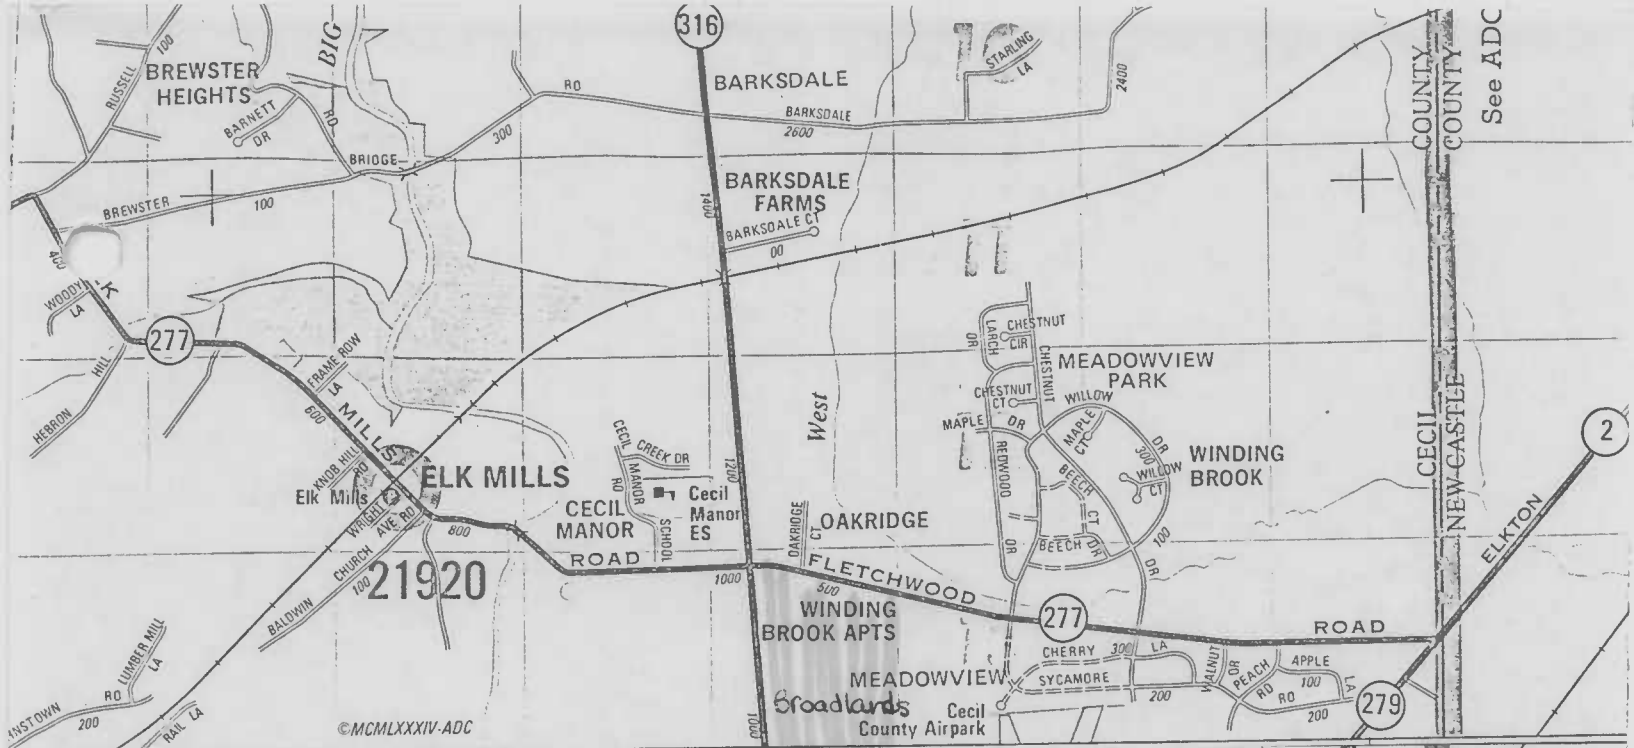 316
BIG
BREWSTER
HEIGHTS
RUSSELL
100
BARNETT
DR
RD
BARKSDALE
RD
300
BARKSDALE
2600
STARLING
LA
2400
COUNTY
COUNTY
See ADC
BRIDGE
BREWSTER
100
BARKSDALE
FARMS
1400
BARKSDALE CT
00
11
400
K
WOODY
LA
277
HILL
HEBRON
FRAME ROW
LA
600
MILLS
KNOB HILL
RD
Elk Mills
ELK MILLS
WRIGHT
AVE RD
CHURCH
100
BALDWIN
800
21920
CECIL
CREEK DR
MANOR
RD
SCHOOL
Cecil
Manor
ES
CECIL
MANOR
1200
West
OAKRIDGE
CT
OAKRIDGE
LARCH
DR
CHESTNUT
CIR
CHESTNUT
CHESTNUT
CT
MEADOWVIEW
PARK
MAPLE
DR
WILLOW
MAPLE
CT
DR
300
WILLOW
CT
WINDING
BROOK
REDWOOD
DR
BEECH
CT
BEECH
DR
100
DR
CECIL
NEW CASTLE
2
ELKTON
ROAD
1000
FLETCHWOOD
500
277
ROAD
WINDING
BROOK APTS
MEADOWVIEW
Broadlands
Cecil
County Airpark
CHERRY
300
LA
SYCAMORE
200
WALNUT
DR
PEACH
RD
APPLE
100
LA
RD
200
279
1000
LUMBER MILL
LA
RD
NSTOWN
200
RAIL LA
©MCMLXXXIV-ADC